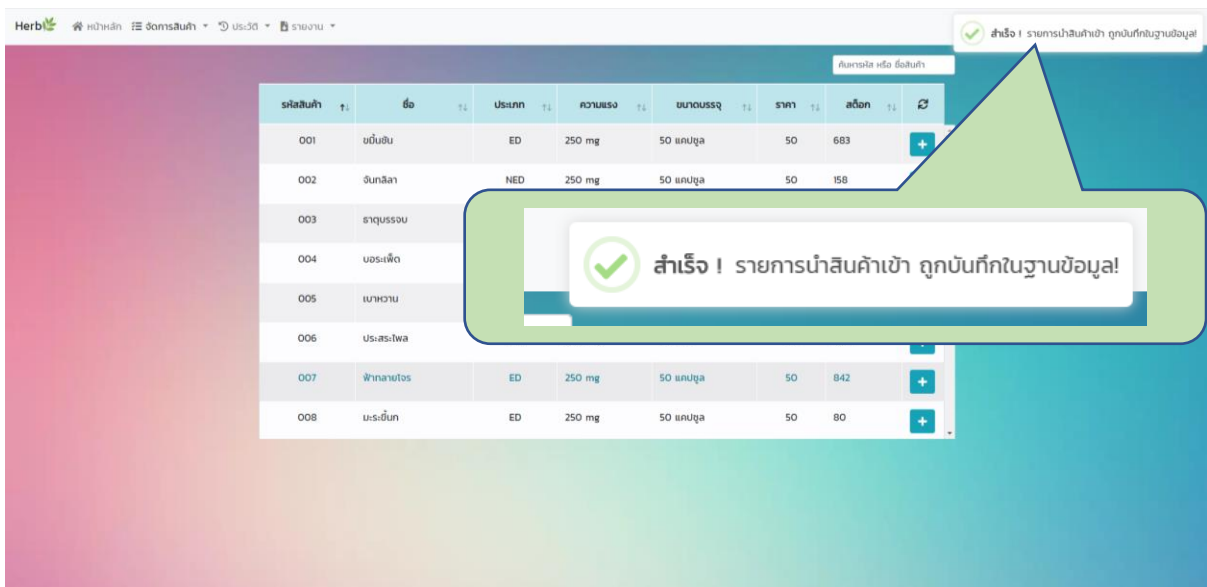 Herb หน้าหลัก จัดการสินค้า ประวัติ รายงาน
สำเร็จ ! รายการนำสินค้าเข้า ถูกบันทึกในฐานข้อมูล!
ค้นหารหัส หรือ ชื่อสินค้า
รหัสสินค้า ชื่อ ประเภท ความแรง ขนาดบรรจุ ราคา สต็อก
001 ขมิ้นชัน ED 250 mg 50 แคปซูล 50 683
002 จันทลีลา NED 250 mg 50 แคปซูล 50 158
003 ธาตุบรรจบ
004 บอระเพ็ด
005 เบาหวาน
006 ประสะไพล
สำเร็จ ! รายการนำสินค้าเข้า ถูกบันทึกในฐานข้อมูล!
007 ฟ้าทลายโจร ED 250 mg 50 แคปซูล 50 842
008 มะระขี้นก ED 250 mg 50 แคปซูล 50 80